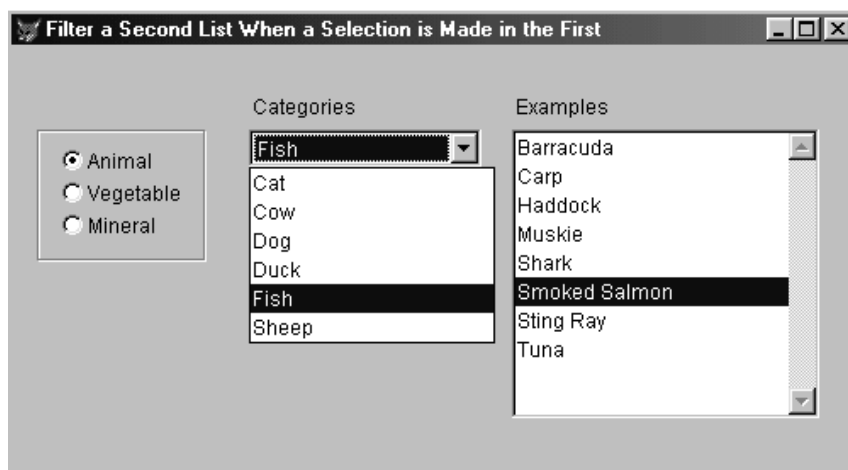 Filter a Second List When a Selection is Made in the First
Animal
Vegetable
Mineral
Categories
Fish
Cat
Cow
Dog
Duck
Fish
Sheep
Examples
Barracuda
Carp
Haddock
Muskie
Shark
Smoked Salmon
Sting Ray
Tuna